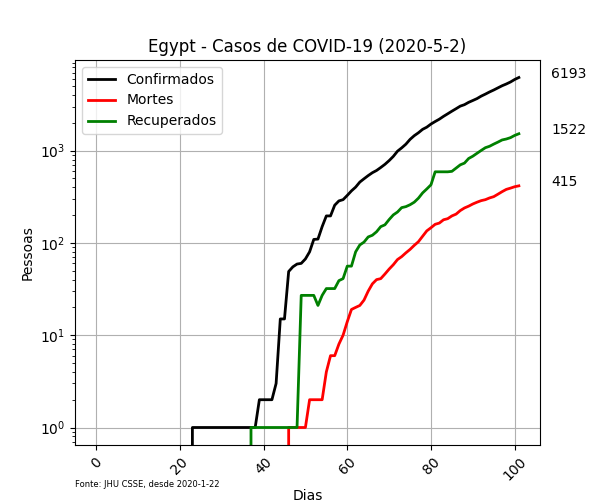 Egypt - Casos de COVID-19 (2020-5-2)
Confirmados
Mortes
Recuperados
6193
1522
415
10³
10²
10¹
10⁰
Pessoas
0 20 40 60 80 100
Fonte: JHU CSSE, desde 2020-1-22
Dias